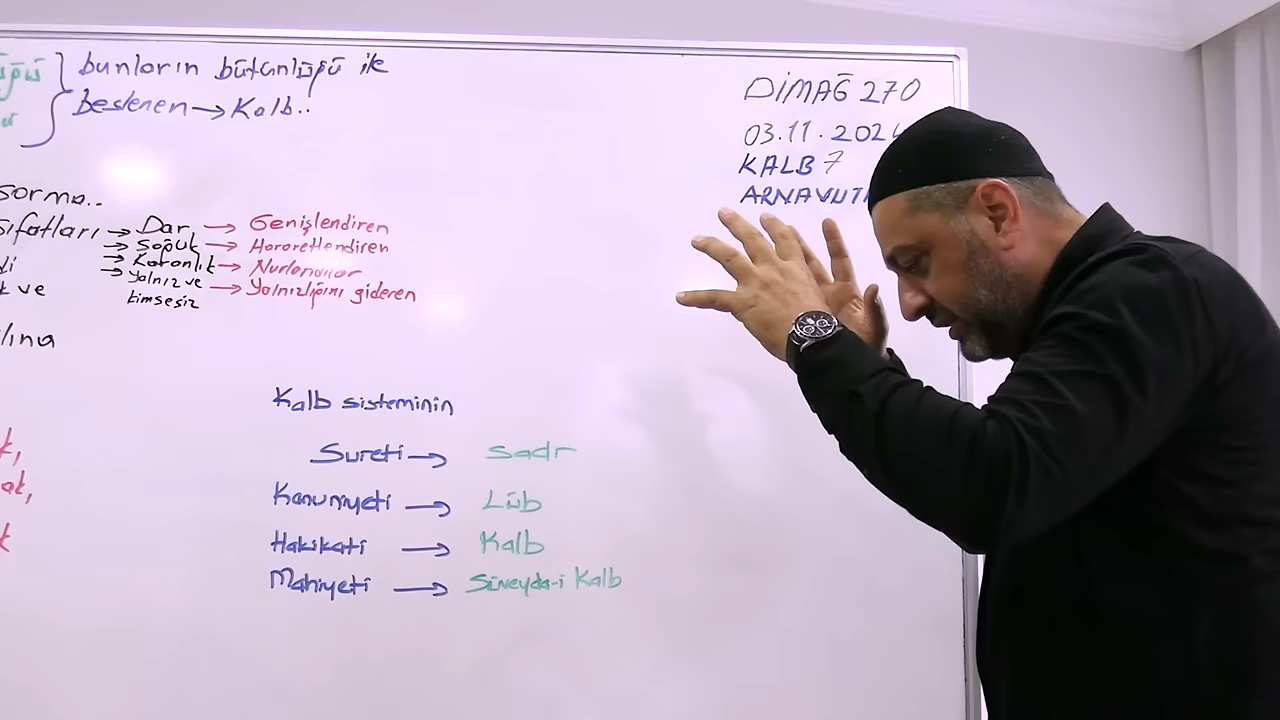 bunların bütünlüğü ile
beslenen → Kalb..
DİMAĞ 270
03.11.202
KALB 7
ARNAVUT
sorma..
Sıfatları → Dar → Genişlendiren
→ Soğuk → Hararetlendiren
→ Karanlık →
→ Yalnız ve → Yalnızlığını gideren
kimsesiz
k ve
Kalb sisteminin
Sureti → Sadr
Kanuniyeti → Lüb
Hakikati → Kalb
Mahiyeti → Süveyda-i Kalb